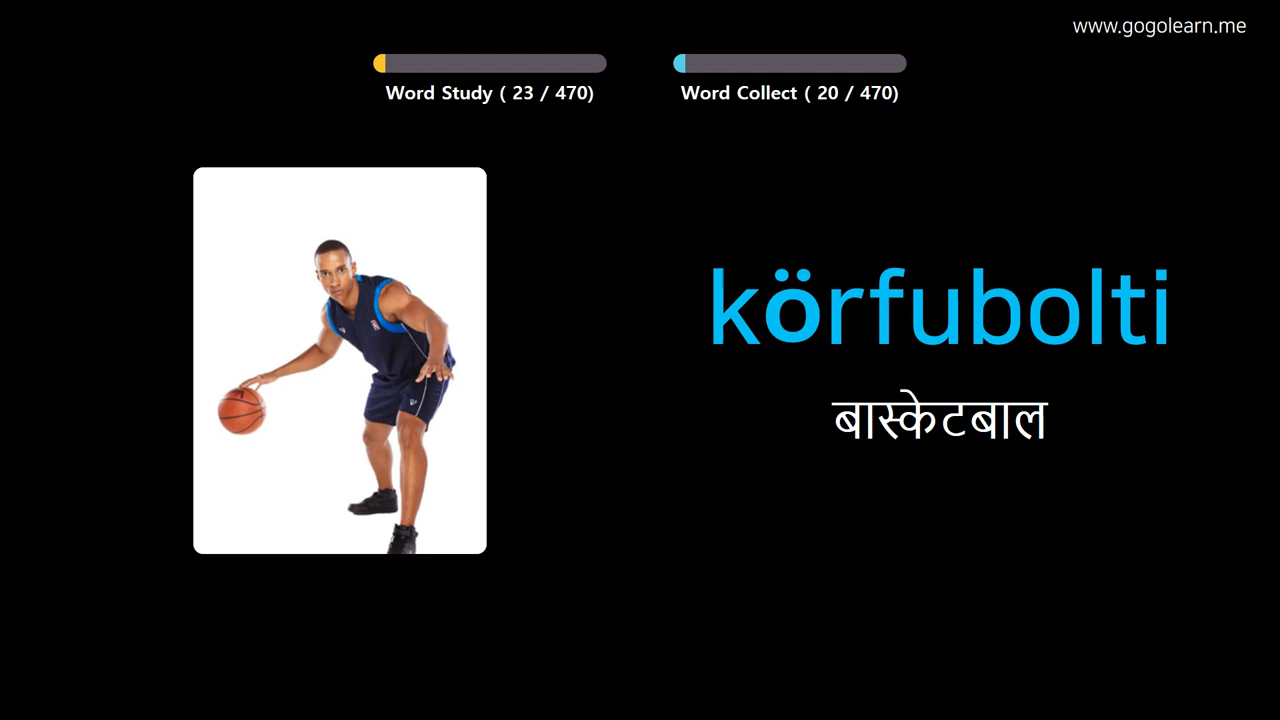 www.gogolearn.me
Word Study ( 23 / 470)
Word Collect ( 20 / 470)
körfubolti
बास्केटबाल